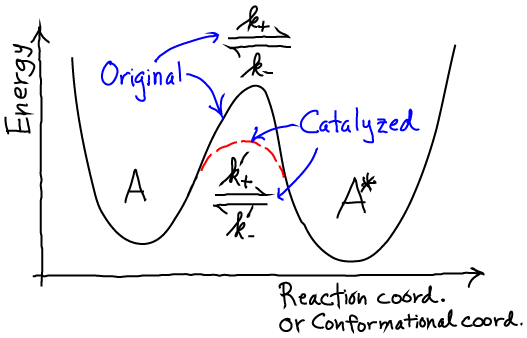 k₊
k₋
Original
Catalyzed
Energy
k₊′
k₋′
A
A*
Reaction coord.
or Conformational coord.